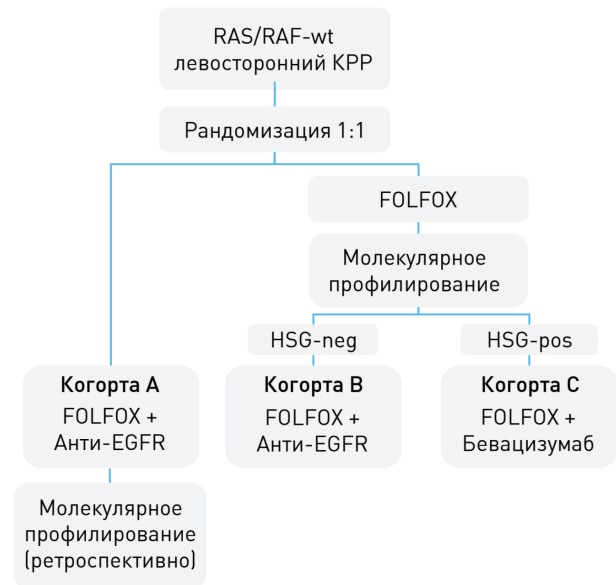 RAS/RAF-wt
левосторонний КРР
Рандомизация 1:1
FOLFOX
Молекулярное
профилирование
HSG-neg
HSG-pos
Когорта А
FOLFOX +
Анти-EGFR
Когорта B
FOLFOX +
Анти-EGFR
Когорта C
FOLFOX +
Бевацизумаб
Молекулярное
профилирование
(ретроспективно)